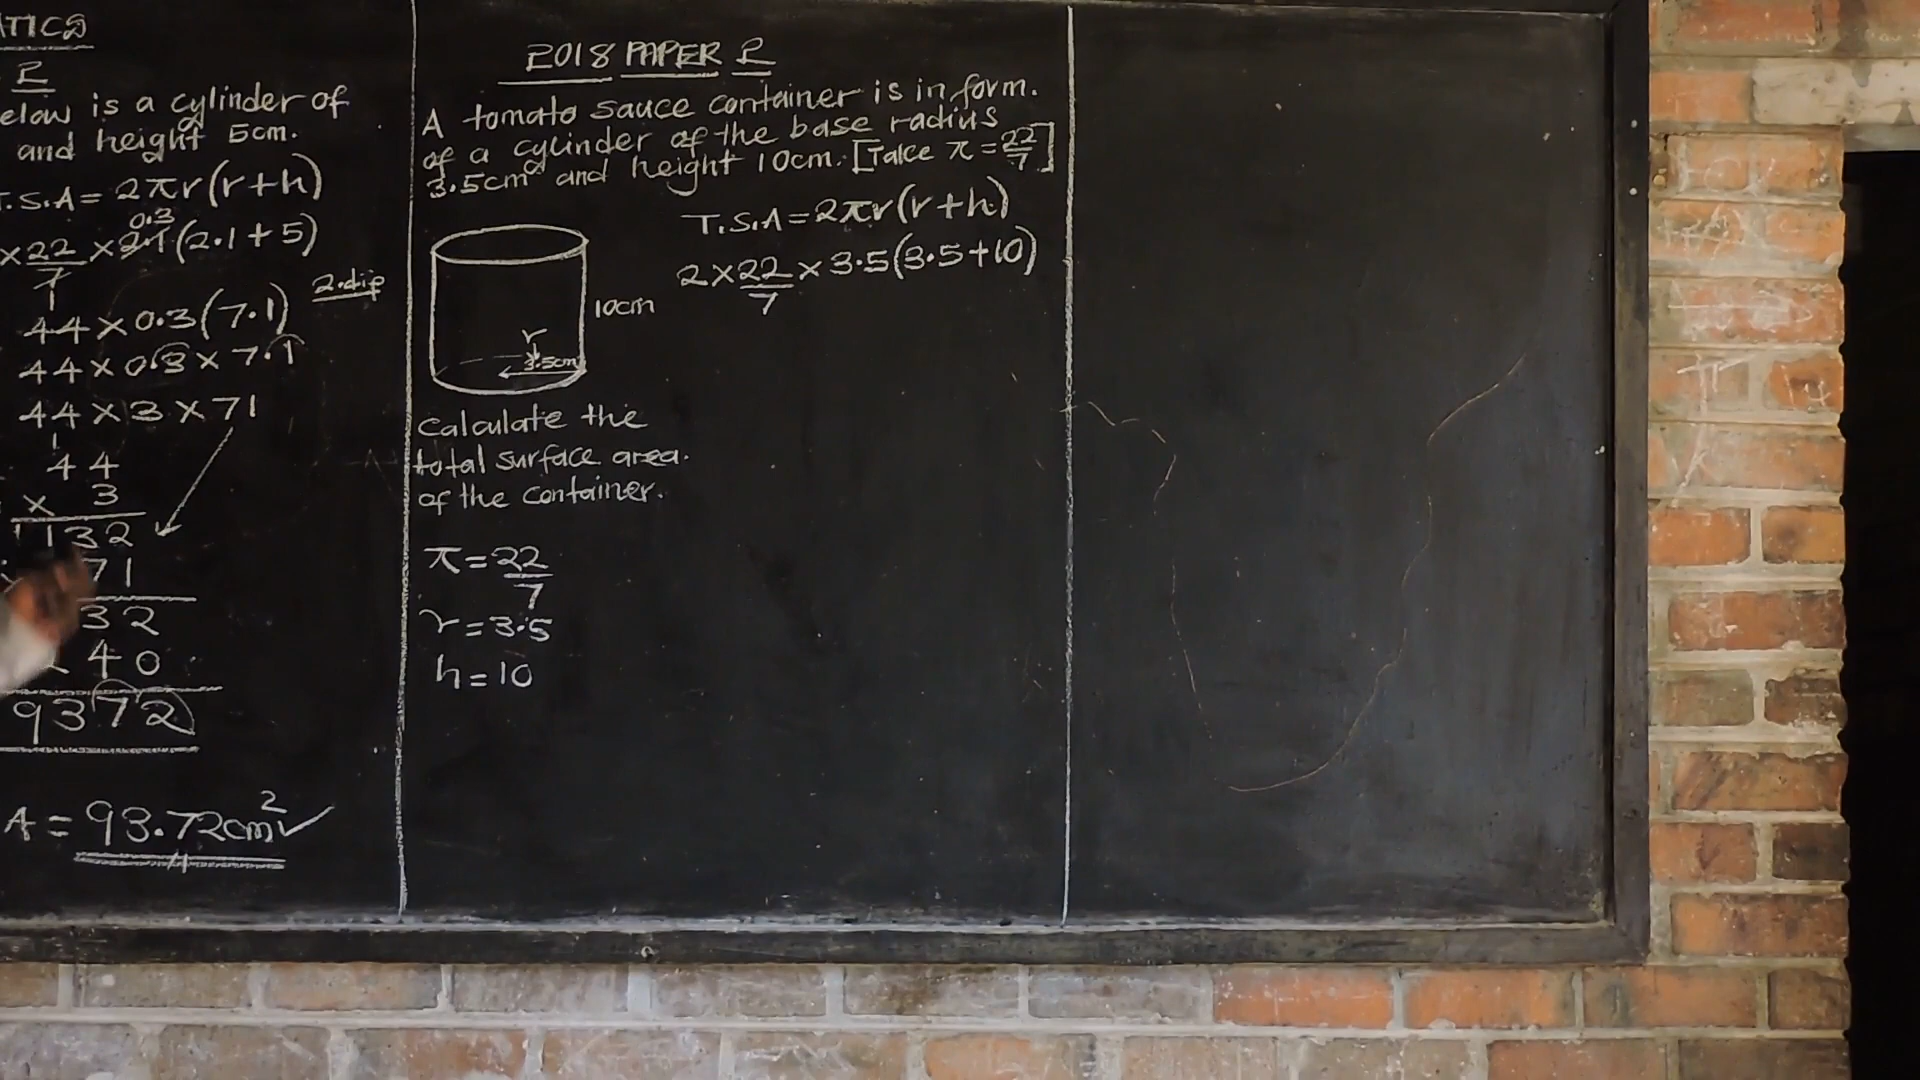 2
elow is a cylinder of
and height 5cm.
T.S.A = 2πr(r+h)
0.3
×22/7 × 2.1(2.1+5)
1
2.dip
44×0.3(7.1)
44×0.3×7.1
44×3×71
1
44
× 3
132
71
32
40
9372
A = 93.72cm²✓
2018 PAPER 2
A tomato sauce container is in form.
of a cylinder of the base radius
3.5cm and height 10cm. [Take π = 22/7]
T.S.A = 2πr(r+h)
2×22/7×3.5(3.5+10)
10cm
r
3.5cm
Calculate the
total surface area.
of the container.
π = 22/7
r = 3.5
h = 10